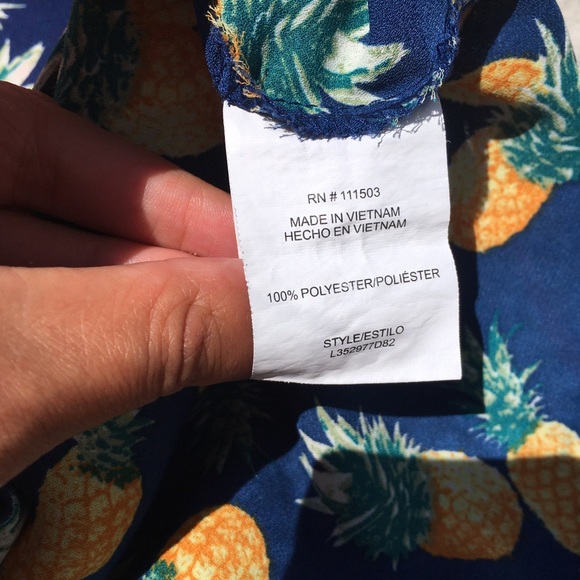 RN # 111503
MADE IN VIETNAM
HECHO EN VIETNAM
100% POLYESTER/POLIÉSTER
STYLE/ESTILO
L352977D82